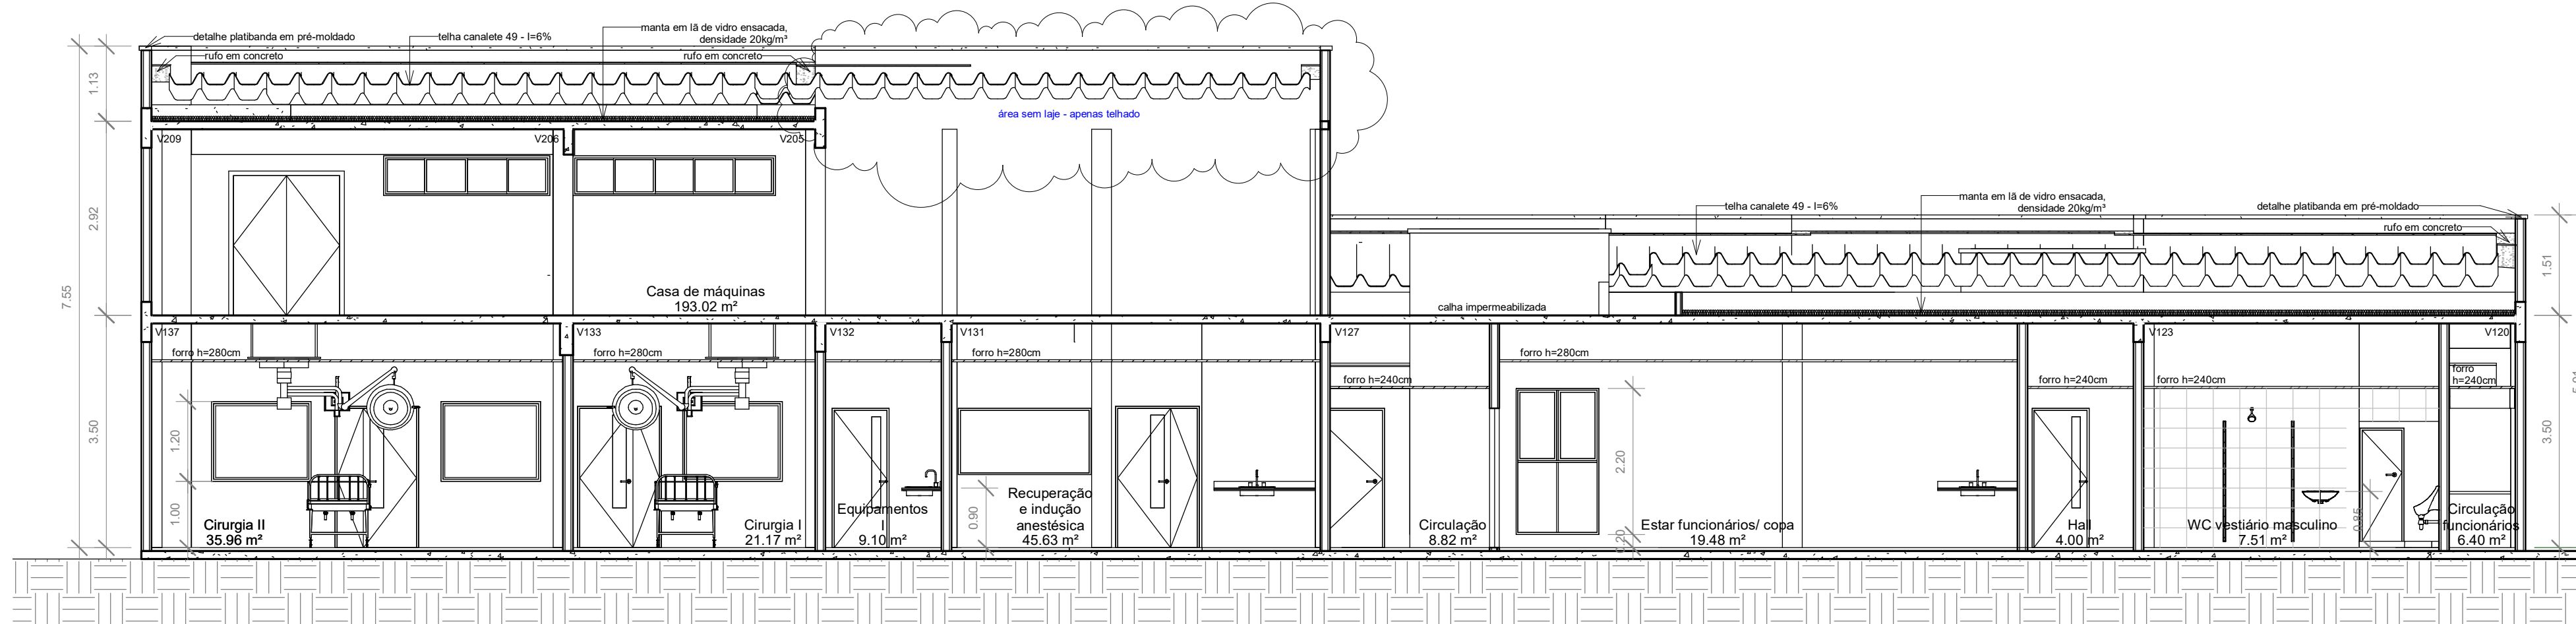 detalhe platibanda em pré-moldado
telha canalete 49 - I=6%
manta em lã de vidro ensacada,
densidade 20kg/m³
rufo em concreto
rufo em concreto
1.13
área sem laje - apenas telhado
V209
V206
V205
2.92
7.55
Casa de máquinas
193.02 m²
telha canalete 49 - I=6%
manta em lã de vidro ensacada,
densidade 20kg/m³
detalhe platibanda em pré-moldado
rufo em concreto
1.51
calha impermeabilizada
V137
V133
V132
V131
V127
V123
V120
forro h=280cm
forro h=280cm
forro h=280cm
forro h=280cm
forro h=240cm
forro h=240cm
forro h=240cm
forro
h=240cm
3.50
1.20
1.00
0.90
2.20
0.20
0.85
3.50
Cirurgia II
35.96 m²
Cirurgia I
21.17 m²
Equipamentos
I
9.10 m²
Recuperação
e indução
anestésica
45.63 m²
Circulação
8.82 m²
Estar funcionários/ copa
19.48 m²
Hall
4.00 m²
WC vestiário masculino
7.51 m²
Circulação
funcionários
6.40 m²